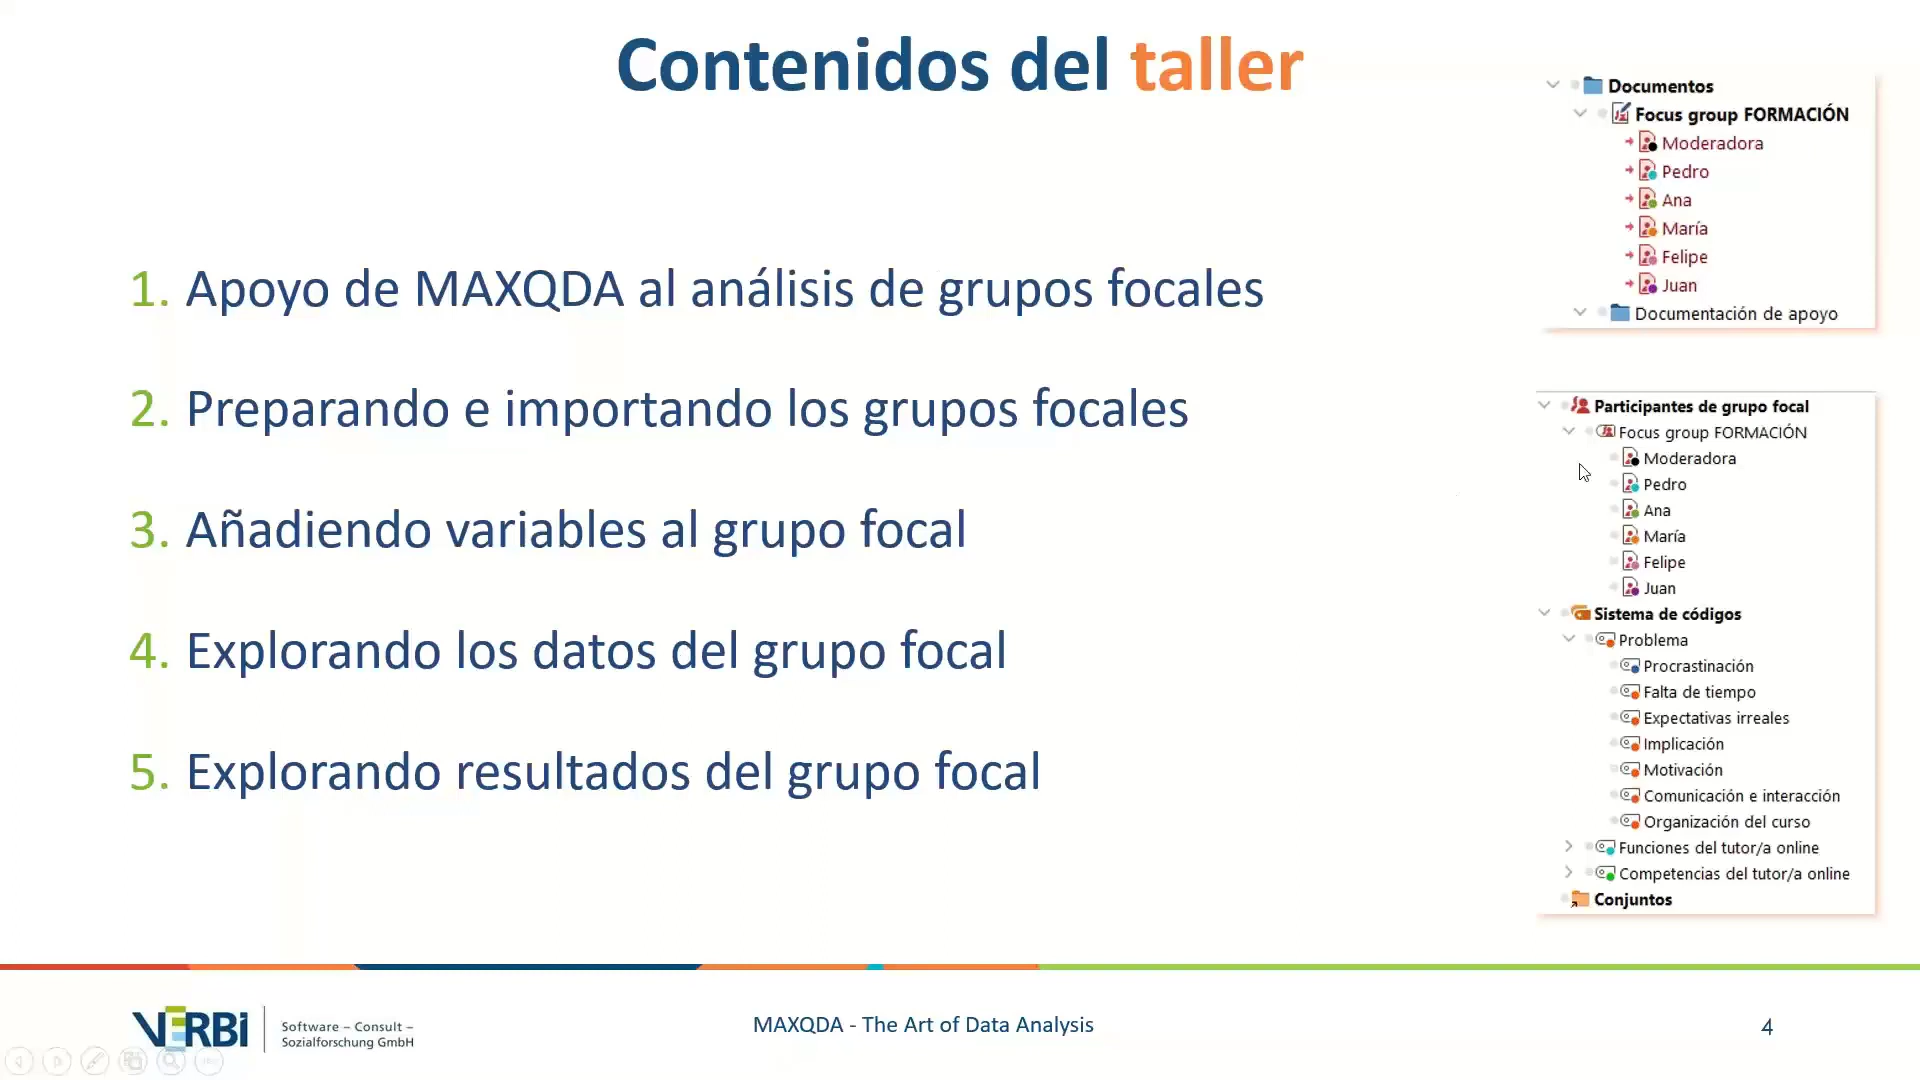 Contenidos del taller
1. Apoyo de MAXQDA al análisis de grupos focales
2. Preparando e importando los grupos focales
3. Añadiendo variables al grupo focal
4. Explorando los datos del grupo focal
5. Explorando resultados del grupo focal
Documentos
Focus group FORMACIÓN
Moderadora
Pedro
Ana
María
Felipe
Juan
Documentación de apoyo
Participantes de grupo focal
Focus group FORMACIÓN
Moderadora
Pedro
Ana
María
Felipe
Juan
Sistema de códigos
Problema
Procrastinación
Falta de tiempo
Expectativas irreales
Implicación
Motivación
Comunicación e interacción
Organización del curso
Funciones del tutor/a online
Competencias del tutor/a online
Conjuntos
VERBI
Software – Consult –
Sozialforschung GmbH
MAXQDA - The Art of Data Analysis
4